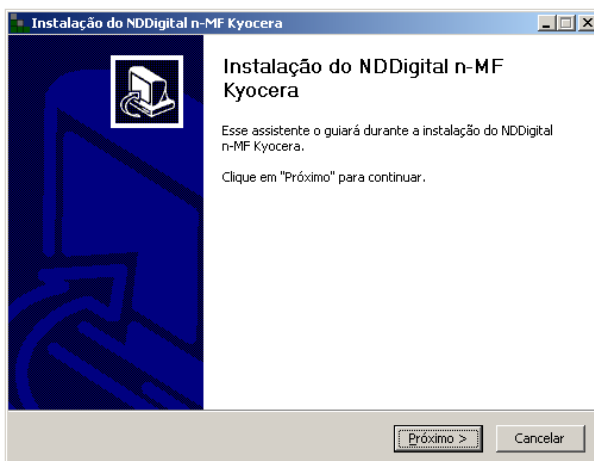 Instalação do NDDigital n-MF Kyocera
Instalação do NDDigital n-MF
Kyocera
Esse assistente o guiará durante a instalação do NDDigital
n-MF Kyocera.
Clique em "Próximo" para continuar.
Próximo >
Cancelar